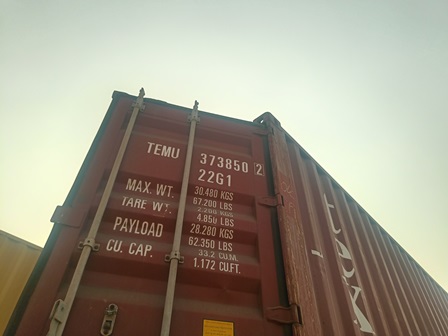 TEMU 373850 2
22G1
MAX. WT. 30.480 KGS
67.200 LBS
TARE WT. 2.200 KGS
4.850 LBS
PAYLOAD 28.280 KGS
62.350 LBS
CU. CAP. 33.2 CU.M.
1.172 CU.FT.
tex